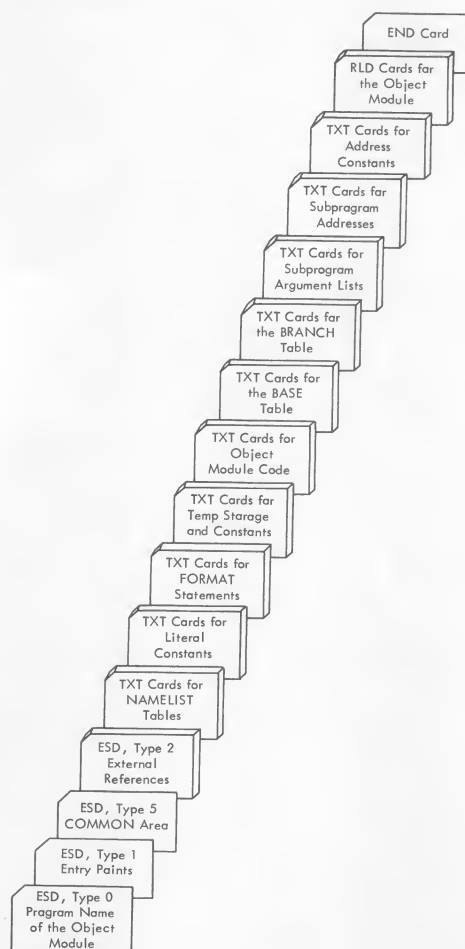 END Card
RLD Cards far
the Object
Module
TXT Cards for
Address
Constants
TXT Cards far
Subpragram
Addresses
TXT Cards for
Subprogram
Argument Lists
TXT Cards far
the BRANCH
Table
TXT Cards for
the BASE
Table
TXT Cards for
Object
Module Code
TXT Cards far
Temp Starage
and Constants
TXT Cards for
FORMAT
Statements
TXT Cards for
Literal
Constants
TXT Cards for
NAMELIST
Tables
ESD, Type 2
External
References
ESD, Type 5
COMMON Area
ESD, Type 1
Entry Paints
ESD, Type 0
Pragram Name
of the Object
Module